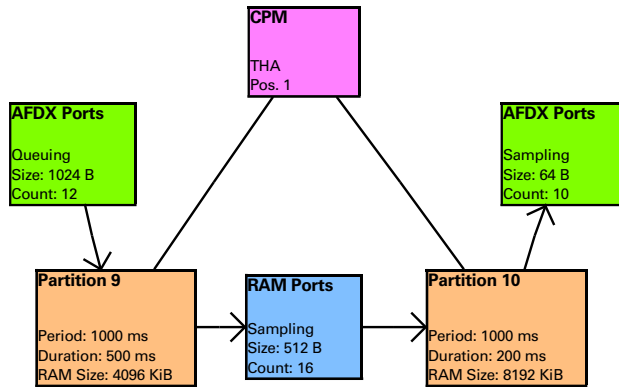 CPM
THA
Pos. 1
AFDX Ports
Queuing
Size: 1024 B
Count: 12
AFDX Ports
Sampling
Size: 64 B
Count: 10
Partition 9
Period: 1000 ms
Duration: 500 ms
RAM Size: 4096 KiB
RAM Ports
Sampling
Size: 512 B
Count: 16
Partition 10
Period: 1000 ms
Duration: 200 ms
RAM Size: 8192 KiB